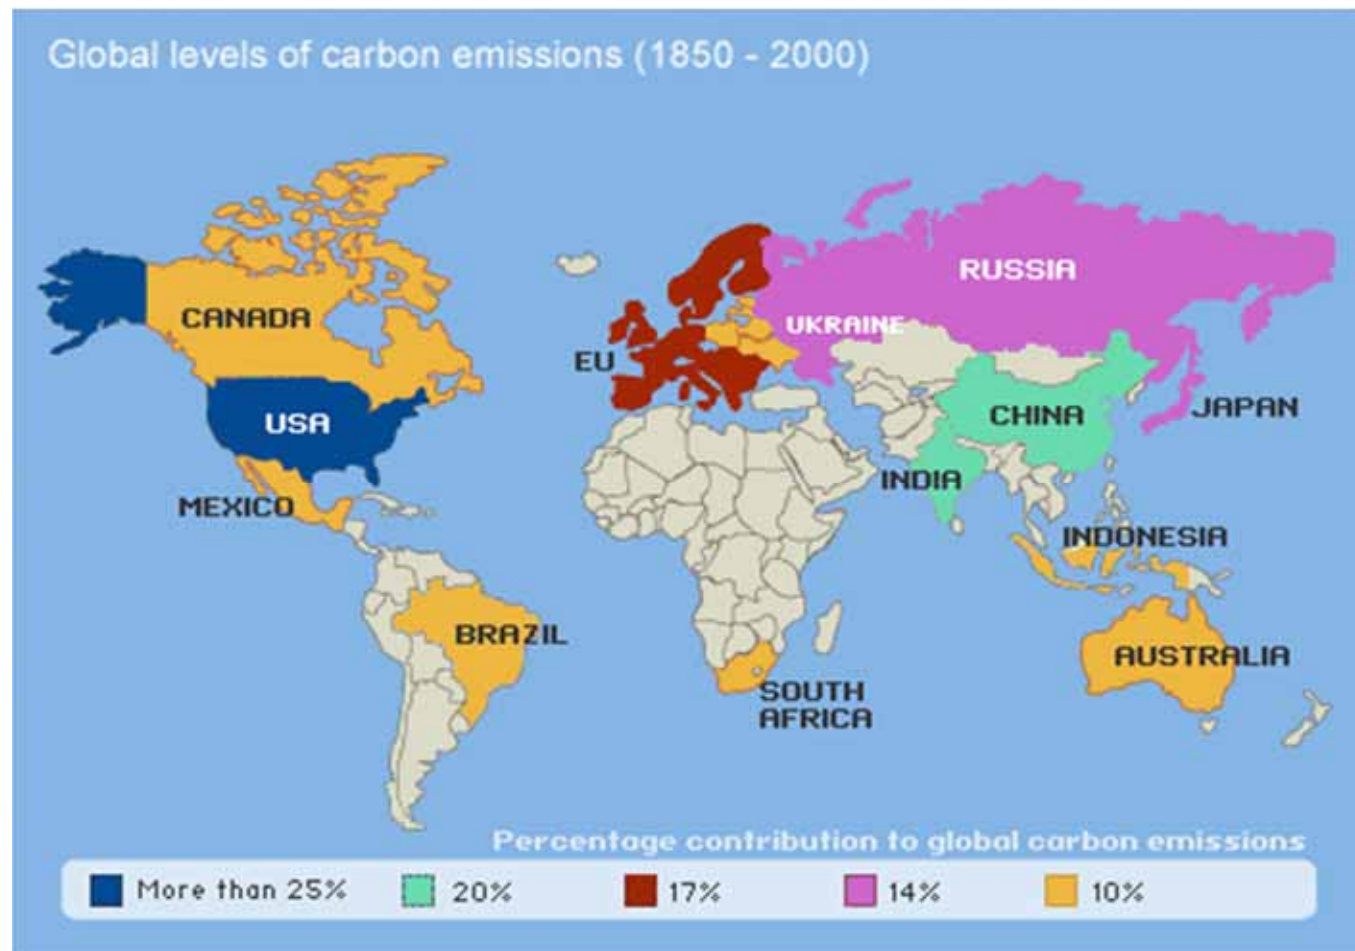 Global levels of carbon emissions (1850 - 2000)
CANADA
RUSSIA
UKRAINE
EU
USA
CHINA
JAPAN
MEXICO
INDIA
INDONESIA
BRAZIL
AUSTRALIA
SOUTH
AFRICA
Percentage contribution to global carbon emissions
More than 25%
20%
17%
14%
10%